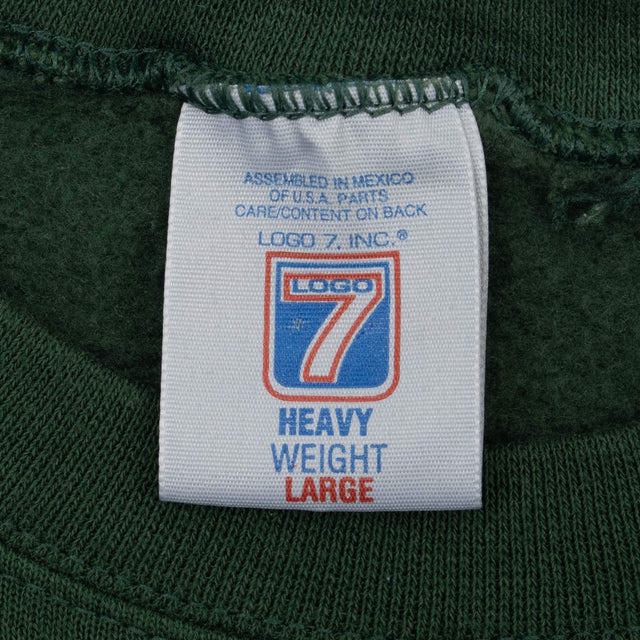 ASSEMBLED IN MEXICO
OF U.S.A. PARTS
CARE/CONTENT ON BACK
LOGO 7, INC.®
LOGO
7
HEAVY
WEIGHT
LARGE